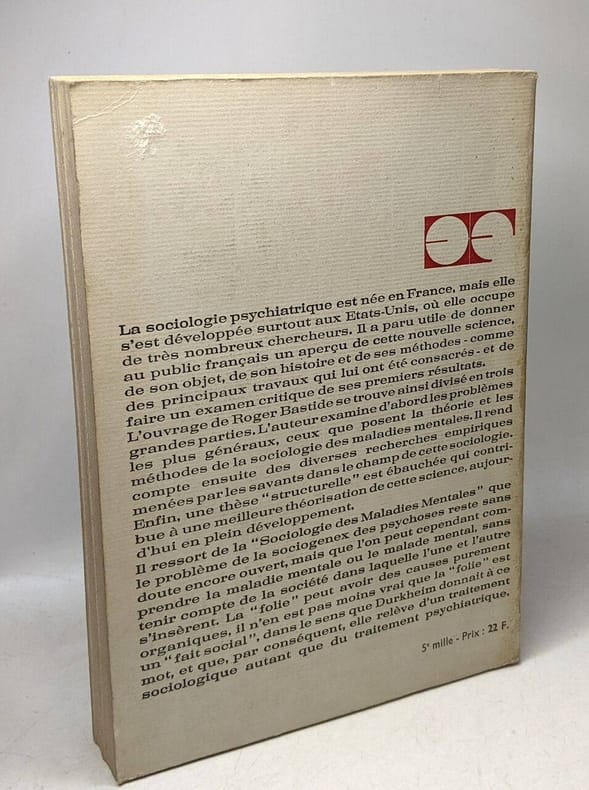 La sociologie psychiatrique est née en France, mais elle
s'est développée surtout aux Etats-Unis, où elle occupe
de très nombreux chercheurs. Il a paru utile de donner
au public français un aperçu de cette nouvelle science,
de son objet, de son histoire et de ses méthodes - comme
des principaux travaux qui lui ont été consacrés - et de
faire un examen critique de ses premiers résultats.
L'ouvrage de Roger Bastide se trouve ainsi divisé en trois
grandes parties. L'auteur examine d'abord les problèmes
les plus généraux, ceux que posent la théorie et les
méthodes de la sociologie des maladies mentales. Il rend
compte ensuite des diverses recherches empiriques
menées par les savants dans le champ de cette sociologie.
Enfin, une thèse "structurelle" est ébauchée qui contri-
bue à une meilleure théorisation de cette science, aujour-
d'hui en plein développement.
Il ressort de la "Sociologie des Maladies Mentales" que
le problème de la sociogenex des psychoses reste sans
doute encore ouvert, mais que l'on peut cependant com-
prendre la maladie mentale ou le malade mental, sans
tenir compte de la société dans laquelle l'une et l'autre
s'insèrent. La "folie" peut avoir des causes purement
organiques, il n'en est pas moins vrai que la "folie" est
un "fait social", dans le sens que Durkheim donnait à ce
mot, et que, par conséquent, elle relève d'un traitement
sociologique autant que du traitement psychiatrique.
5e mille - Prix : 22 F.